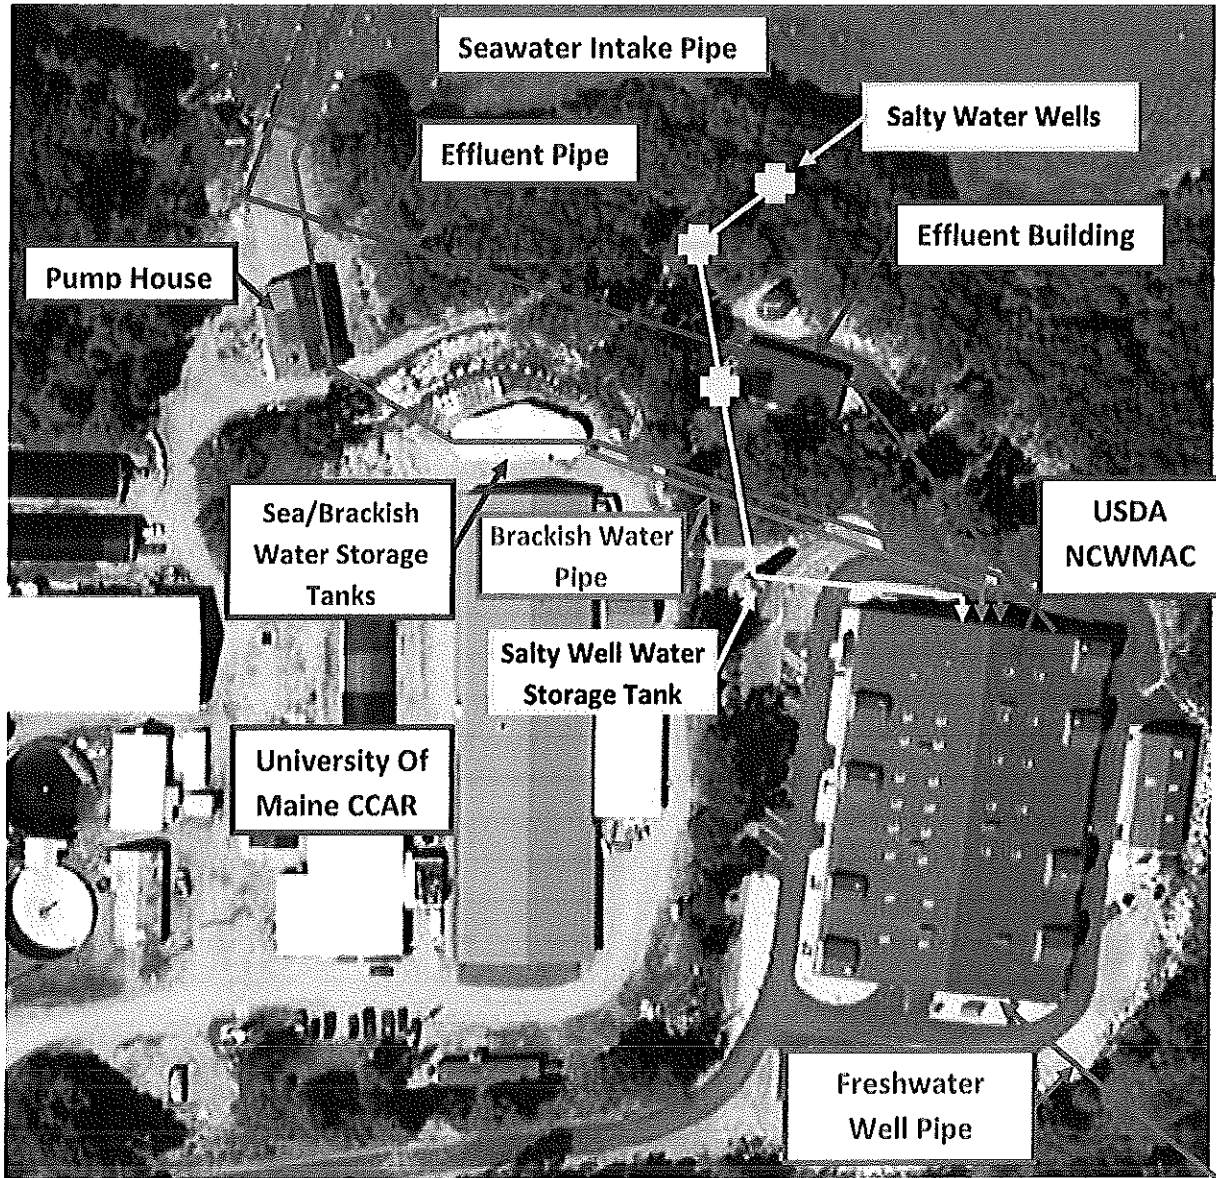 Seawater Intake Pipe
Salty Water Wells
Effluent Pipe
Effluent Building
Pump House
Sea/Brackish
Water Storage
Tanks
Brackish Water
Pipe
USDA
NCWMAC
Salty Well Water
Storage Tank
University Of
Maine CCAR
Freshwater
Well Pipe